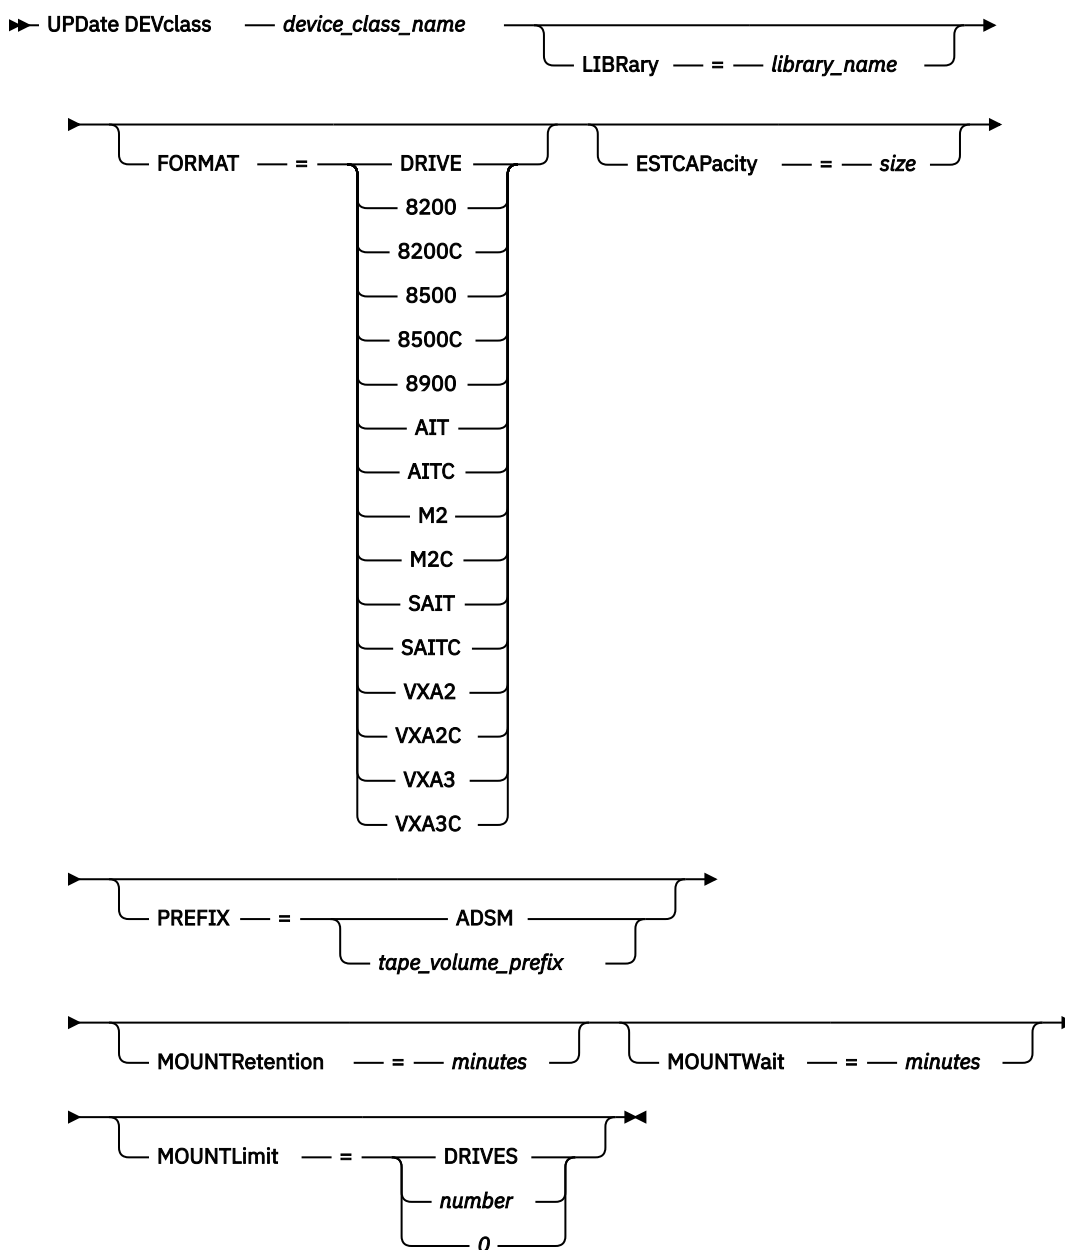 UPDate DEVclass device_class_name
LIBRary = library_name
FORMAT = DRIVE ESTCAPacity = size
8200
8200C
8500
8500C
8900
AIT
AITC
M2
M2C
SAIT
SAITC
VXA2
VXA2C
VXA3
VXA3C
PREFIX = ADSM
tape_volume_prefix
MOUNTRetention = minutes MOUNTWait = minutes
MOUNTLimit = DRIVES
number
0